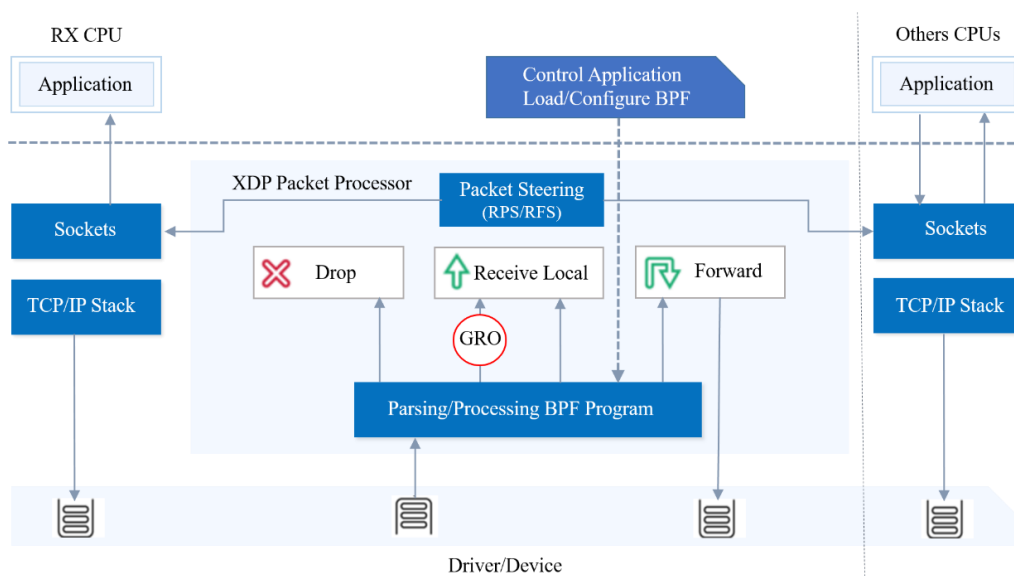 RX CPU
Others CPUs
Application
Control Application
Load/Configure BPF
Application
XDP Packet Processor
Packet Steering
(RPS/RFS)
Sockets
Sockets
Drop
Receive Local
Forward
TCP/IP Stack
TCP/IP Stack
GRO
Parsing/Processing BPF Program
Driver/Device